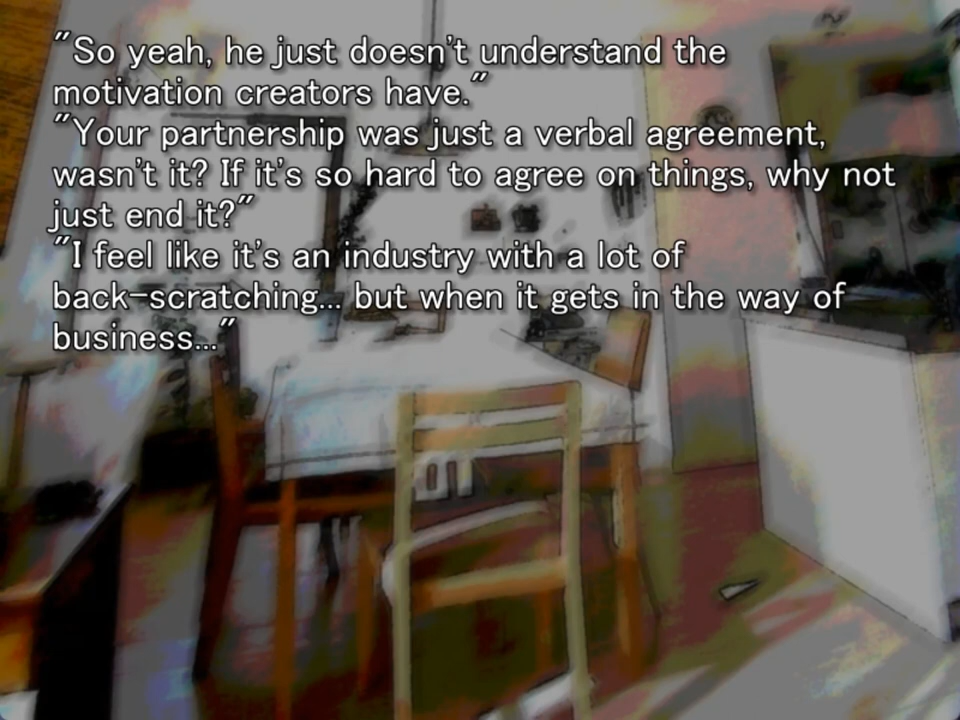 "So yeah, he just doesn't understand the
motivation creators have."
"Your partnership was just a verbal agreement,
wasn't it? If it's so hard to agree on things, why not
just end it?"
"I feel like it's an industry with a lot of
back-scratching... but when it gets in the way of
business..."